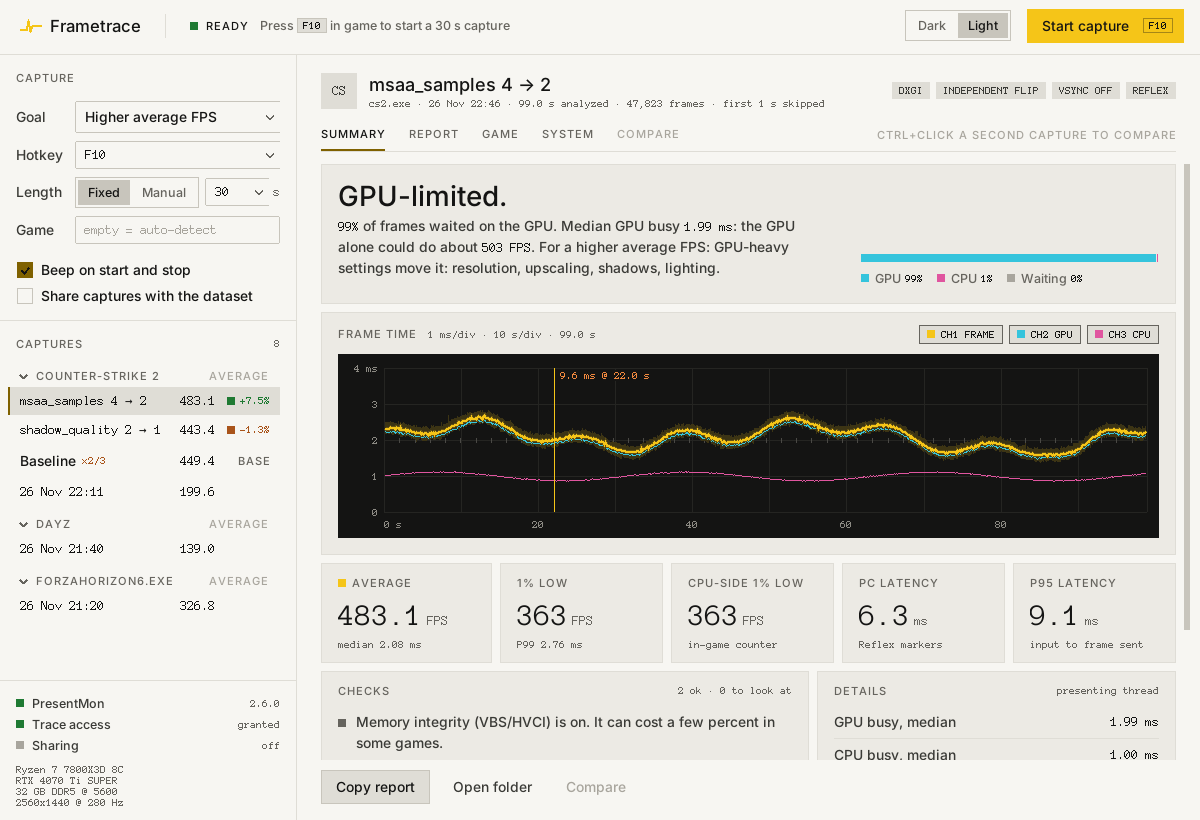 Frametrace
READY Press F10 in game to start a 30 s capture
Dark Light
Start capture F10
CAPTURE
Goal Higher average FPS
Hotkey F10
Length Fixed Manual 30 s
Game empty = auto-detect
Beep on start and stop
Share captures with the dataset
CAPTURES 8
COUNTER-STRIKE 2 AVERAGE
msaa_samples 4 → 2 483.1 +7.5%
shadow_quality 2 → 1 443.4 −1.3%
Baseline ×2/3 449.4 BASE
26 Nov 22:11 199.6
DAYZ AVERAGE
26 Nov 21:40 139.0
FORZAHORIZON6.EXE AVERAGE
26 Nov 21:20 326.8
PresentMon 2.6.0
Trace access granted
Sharing off
Ryzen 7 7800X3D 8C
RTX 4070 Ti SUPER
32 GB DDR5 @ 5600
2560x1440 @ 280 Hz
CS
msaa_samples 4 → 2
cs2.exe · 26 Nov 22:46 · 99.0 s analyzed · 47,823 frames · first 1 s skipped
DXGI INDEPENDENT FLIP VSYNC OFF REFLEX
SUMMARY REPORT GAME SYSTEM COMPARE
CTRL+CLICK A SECOND CAPTURE TO COMPARE
GPU-limited.
99% of frames waited on the GPU. Median GPU busy 1.99 ms: the GPU
alone could do about 503 FPS. For a higher average FPS: GPU-heavy
settings move it: resolution, upscaling, shadows, lighting.
GPU 99% CPU 1% Waiting 0%
FRAME TIME 1 ms/div · 10 s/div · 99.0 s
CH1 FRAME CH2 GPU CH3 CPU
4 ms
9.6 ms @ 22.0 s
3
2
1
0
0 s 20 40 60 80
AVERAGE
483.1 FPS
median 2.08 ms
1% LOW
363 FPS
P99 2.76 ms
CPU-SIDE 1% LOW
363 FPS
in-game counter
PC LATENCY
6.3 ms
Reflex markers
P95 LATENCY
9.1 ms
input to frame sent
CHECKS 2 ok · 0 to look at
Memory integrity (VBS/HVCI) is on. It can cost a few percent in
some games.
DETAILS presenting thread
GPU busy, median 1.99 ms
CPU busy, median 1.00 ms
Copy report Open folder Compare